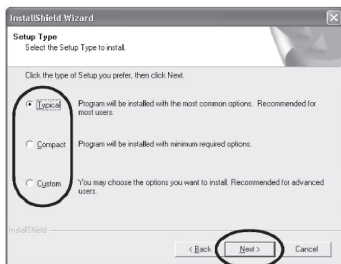 InstallShield Wizard
Setup Type
Select the Setup Type to install.
Click the type of Setup you prefer, then click Next.
Typical
Program will be installed with the most common options. Recommended for
most users.
Compact
Program will be installed with minimum required options.
Custom
You may choose the options you want to install. Recommended for advanced
users.
InstallShield
< Back
Next >
Cancel